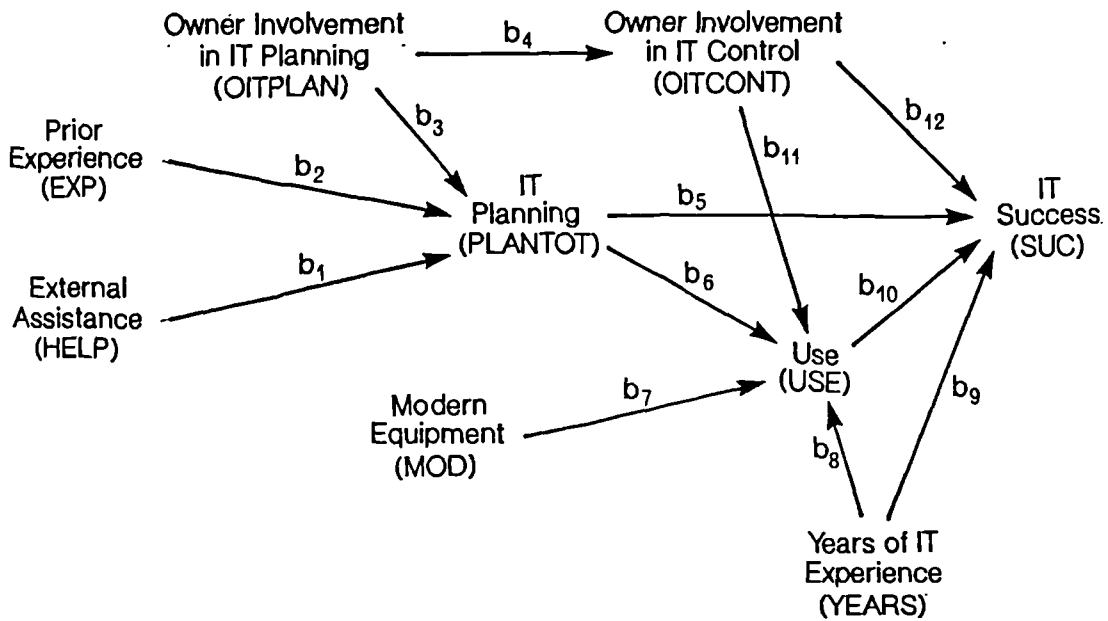 Owner Involvement
in IT Planning
(OITPLAN)
b4
Owner Involvement
in IT Control
(OITCONT)
b3
b12
b11
Prior
Experience
(EXP)
b2
IT
Planning
(PLANTOT)
b5
IT
Success
(SUC)
b1
External
Assistance
(HELP)
b6
b10
Use
(USE)
b7
b9
Modern
Equipment
(MOD)
b8
Years of IT
Experience
(YEARS)